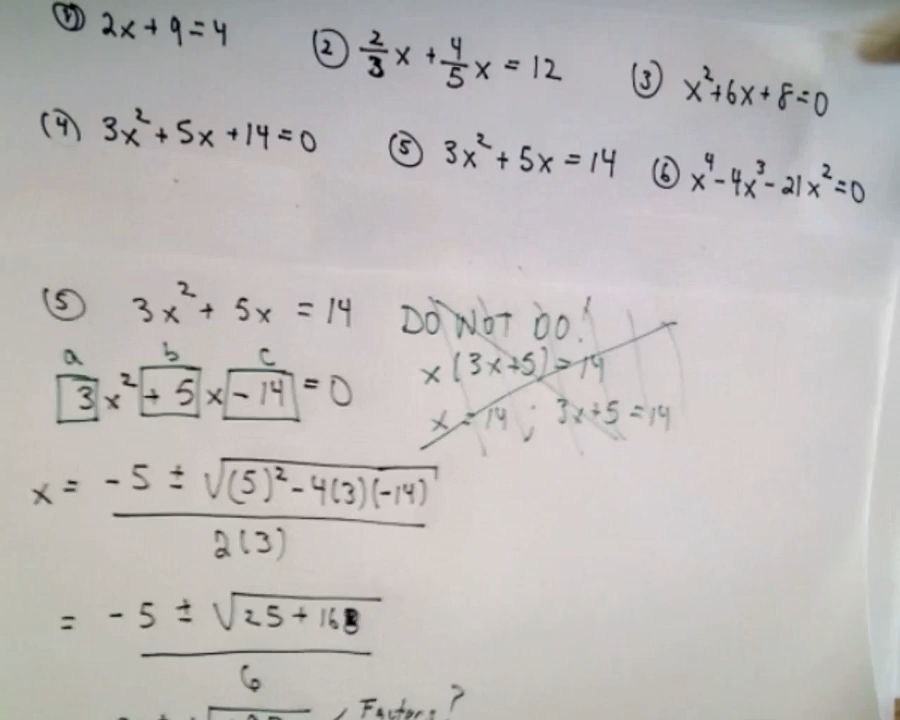 (1) 2x + 9 = 4
(2) 2/3 x + 4/5 x = 12
(3) x² + 6x + 8 = 0
(4) 3x² + 5x + 14 = 0
(5) 3x² + 5x = 14
(6) x⁴ - 4x³ - 21x² = 0
(5) 3x² + 5x = 14
DO NOT DO!
x(3x+5) = 14
x = 14 ; 3x+5 = 14
a b c
3 x² + 5 x - 14 = 0
x = (-5 ± √((5)² - 4(3)(-14))) / 2(3)
= (-5 ± √(25 + 168)) / 6
Factors?